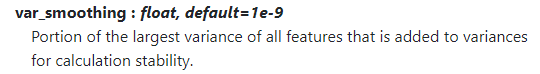 var_smoothing : float, default=1e-9
Portion of the largest variance of all features that is added to variances
for calculation stability.